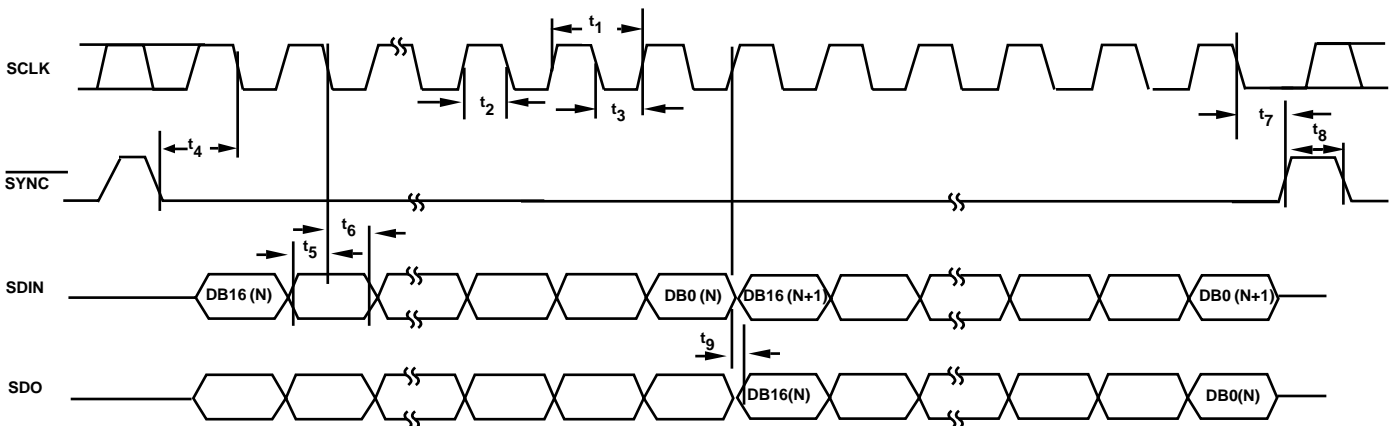 t1
SCLK
t2
t3
t7
t4
t8
SYNC
t6
t5
SDIN
DB16 (N)
DB0 (N)
DB16 (N+1)
DB0 (N+1)
t9
SDO
DB16(N)
DB0(N)